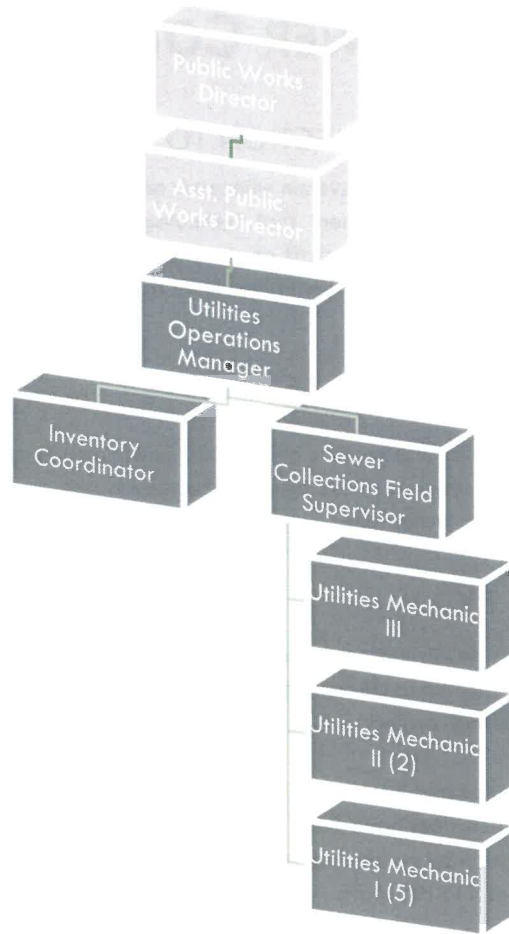 Public Works
Director
Asst. Public
Works Director
Utilities
Operations
Manager
Inventory
Coordinator
Sewer
Collections Field
Supervisor
Utilities Mechanic
III
Utilities Mechanic
II (2)
Utilities Mechanic
I (5)